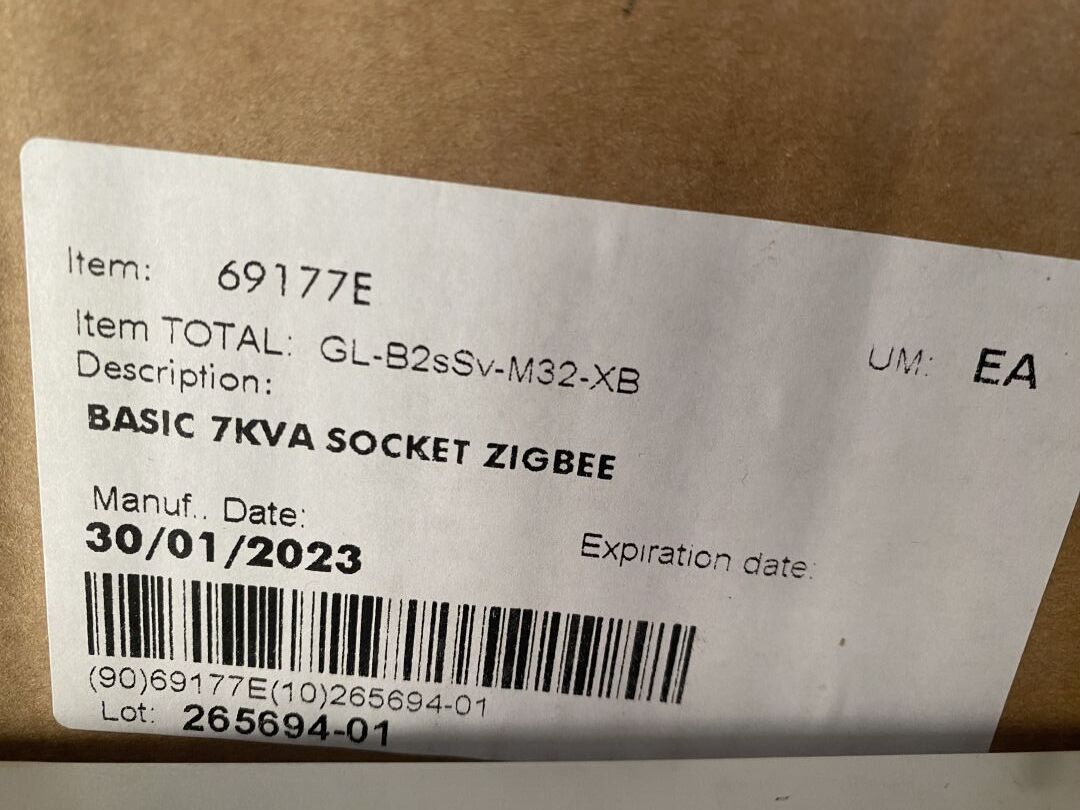 Item: 69177E
Item TOTAL: GL-B2sSv-M32-XB
UM: EA
Description:
BASIC 7KVA SOCKET ZIGBEE
Manuf.. Date:
30/01/2023
Expiration date:
(90)69177E(10)265694-01
Lot: 265694-01